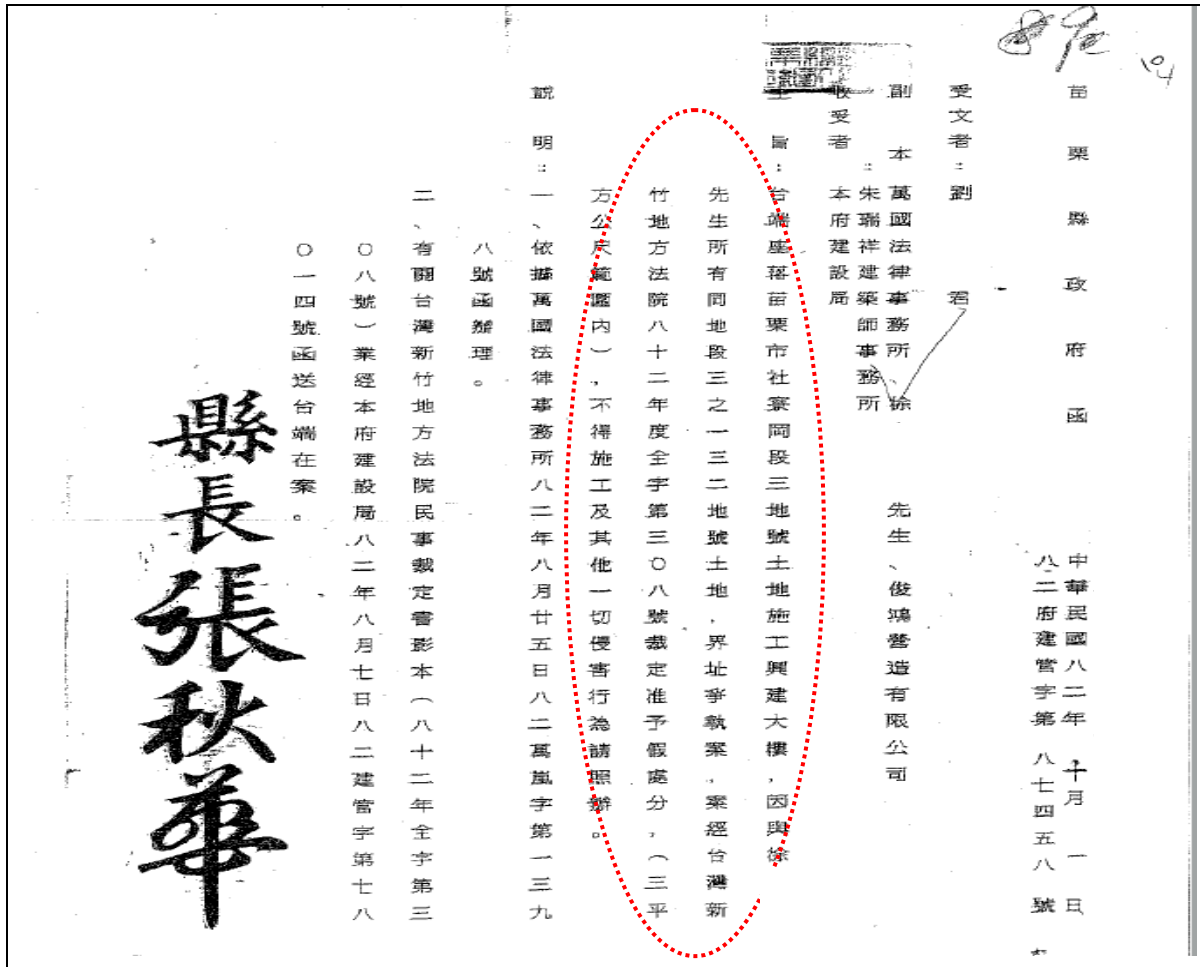 苗栗縣政府函
中華民國八二年十月一日
八二府建管字第八七四五八號
受文者：劉 君
副本 萬國法律事務所、徐 先生、俊鴻營造有限公司
收受者：朱瑞祥建築師事務所
本府建設局
主旨：台端座落苗栗市社寮岡段三地號土地施工興建大樓，因與徐
先生所有同地段三之一三二地號土地，界址爭執案，案經台灣新
竹地方法院八十二年度全字第三〇八號裁定准予假處分，（三平
方公尺範圍內），不得施工及其他一切侵害行為請照辦。
說明：一、依據萬國法律事務所八二年八月廿五日八二萬嵐字第一三九
八號函辦理。
二、有關台灣新竹地方法院民事裁定書影本（八十二年全字第三
〇八號）業經本府建設局八二年八月七日八二建管字第七八
〇一四號函送台端在案。
縣長張秋華
104